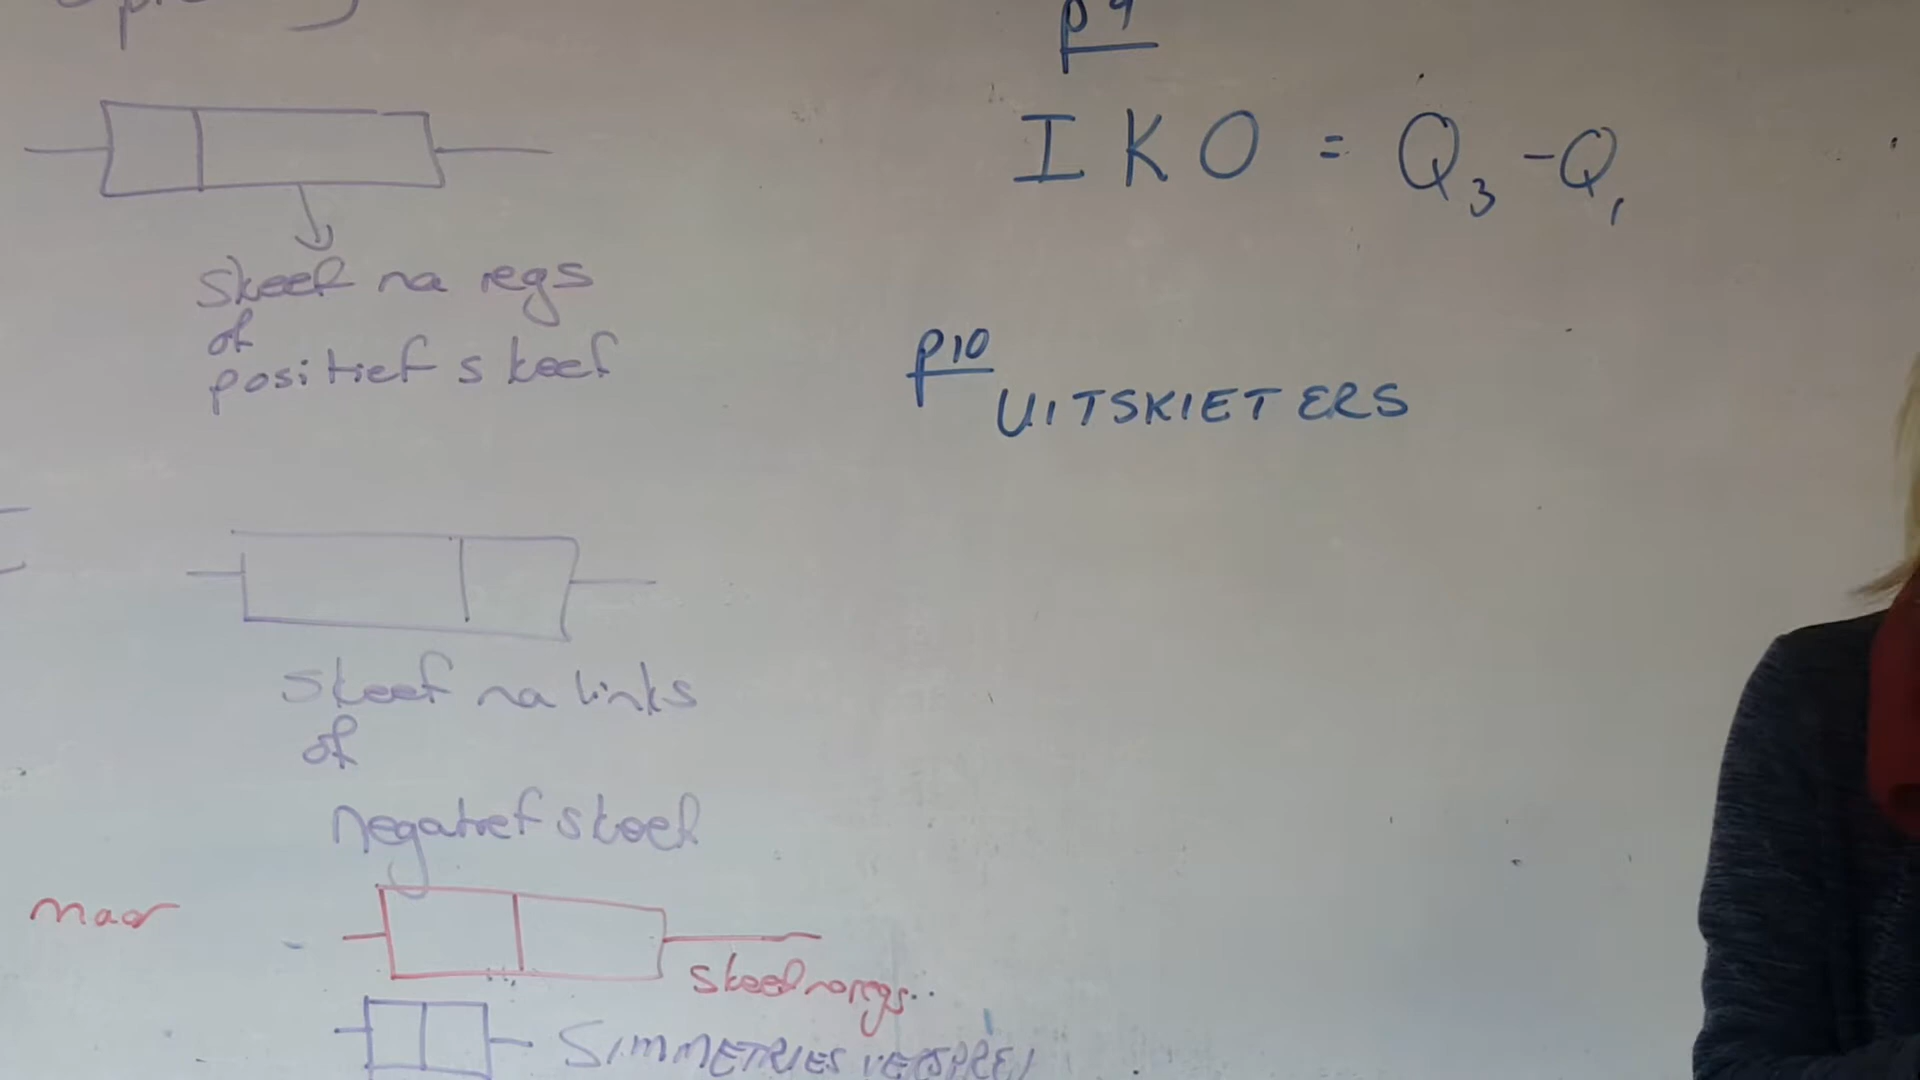 skeef na regs
of
positief skeef
skeef na links
of
negatief skeef
maar
skeef na regs..
SIMMETRIES VERSPREI
p9
IKO = Q₃ - Q₁
p10
UITSKIETERS